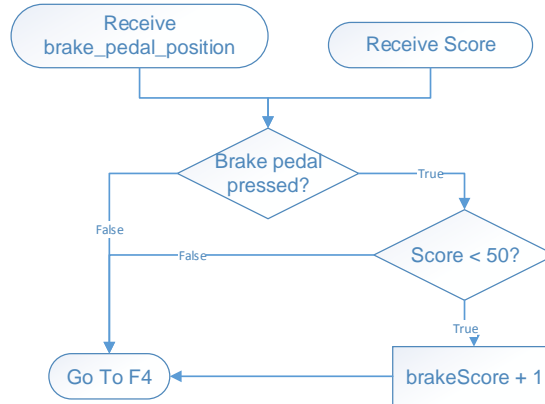 Receive
brake_pedal_position
Receive Score
Brake pedal
pressed?
True
False
False
Score < 50?
True
Go To F4
brakeScore + 1